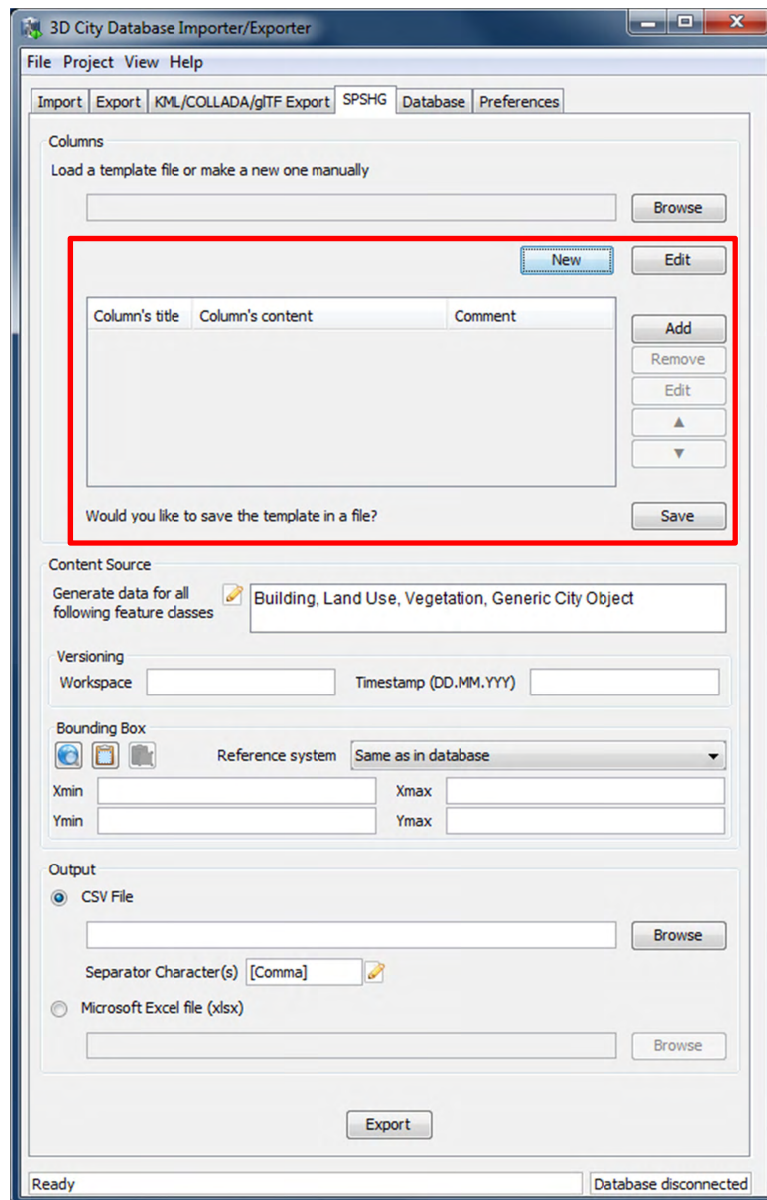 3D City Database Importer/Exporter
File Project View Help
Import Export KML/COLLADA/glTF Export SPSHG Database Preferences
Columns
Load a template file or make a new one manually
Browse
New Edit
Column's title Column's content Comment
Add
Remove
Edit
▲
▼
Would you like to save the template in a file? Save
Content Source
Generate data for all
following feature classes
Building, Land Use, Vegetation, Generic City Object
Versioning
Workspace Timestamp (DD.MM.YYY)
Bounding Box
Reference system Same as in database
Xmin Xmax
Ymin Ymax
Output
CSV File
Browse
Separator Character(s) [Comma]
Microsoft Excel file (xlsx)
Browse
Export
Ready Database disconnected